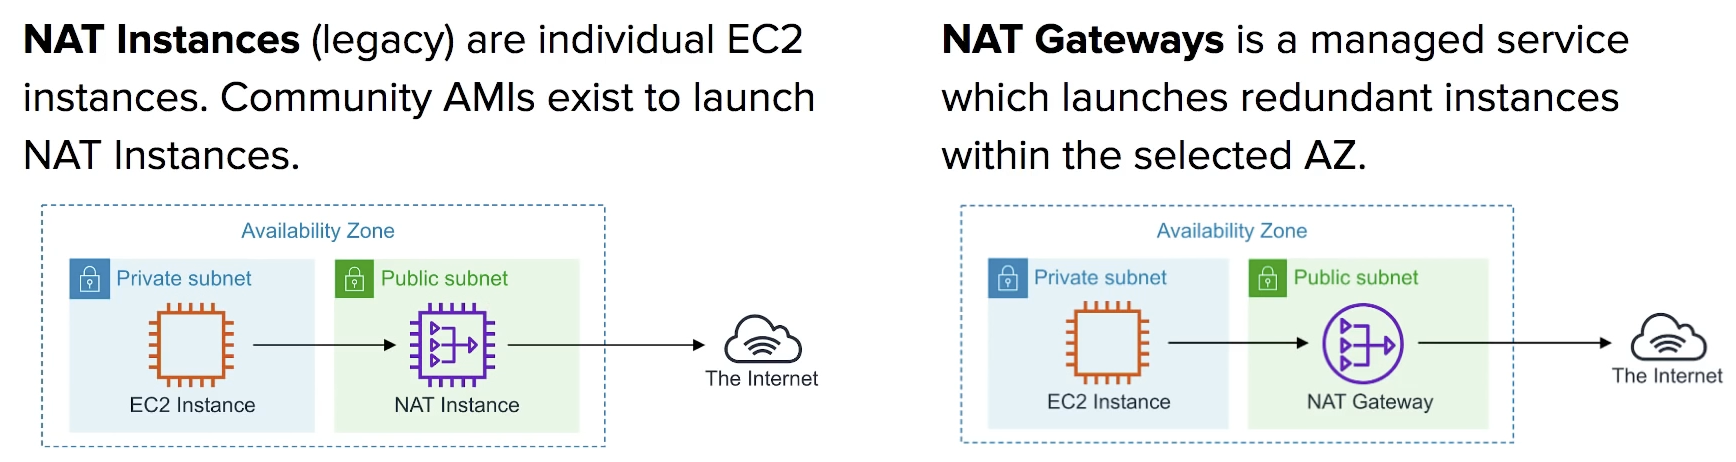 NAT Instances (legacy) are individual EC2
instances. Community AMIs exist to launch
NAT Instances.
Availability Zone
Private subnet
Public subnet
EC2 Instance
NAT Instance
The Internet
NAT Gateways is a managed service
which launches redundant instances
within the selected AZ.
Availability Zone
Private subnet
Public subnet
EC2 Instance
NAT Gateway
The Internet